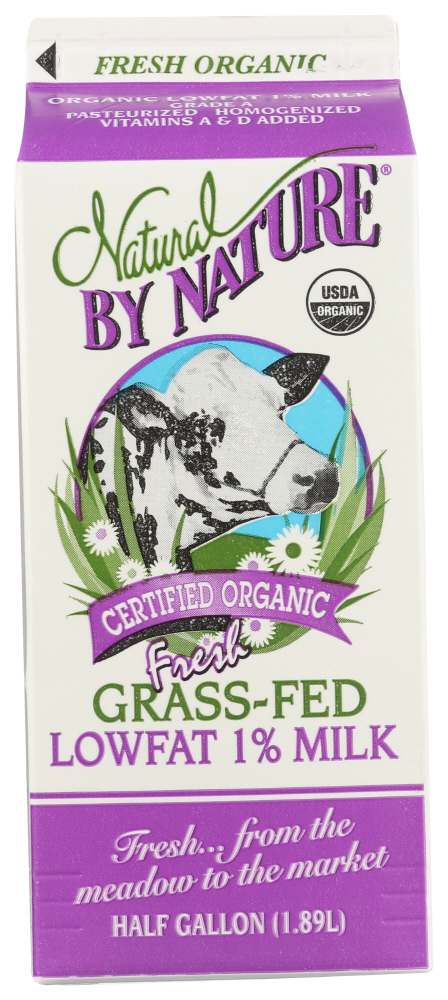 FRESH ORGANIC
ORGANIC LOWFAT 1% MILK
GRADE A
PASTEURIZED HOMOGENIZED
VITAMINS A & D ADDED
Natural
BY NATURE®
USDA
ORGANIC
CERTIFIED ORGANIC
Fresh
GRASS-FED
LOWFAT 1% MILK
Fresh... from the
meadow to the market
HALF GALLON (1.89L)